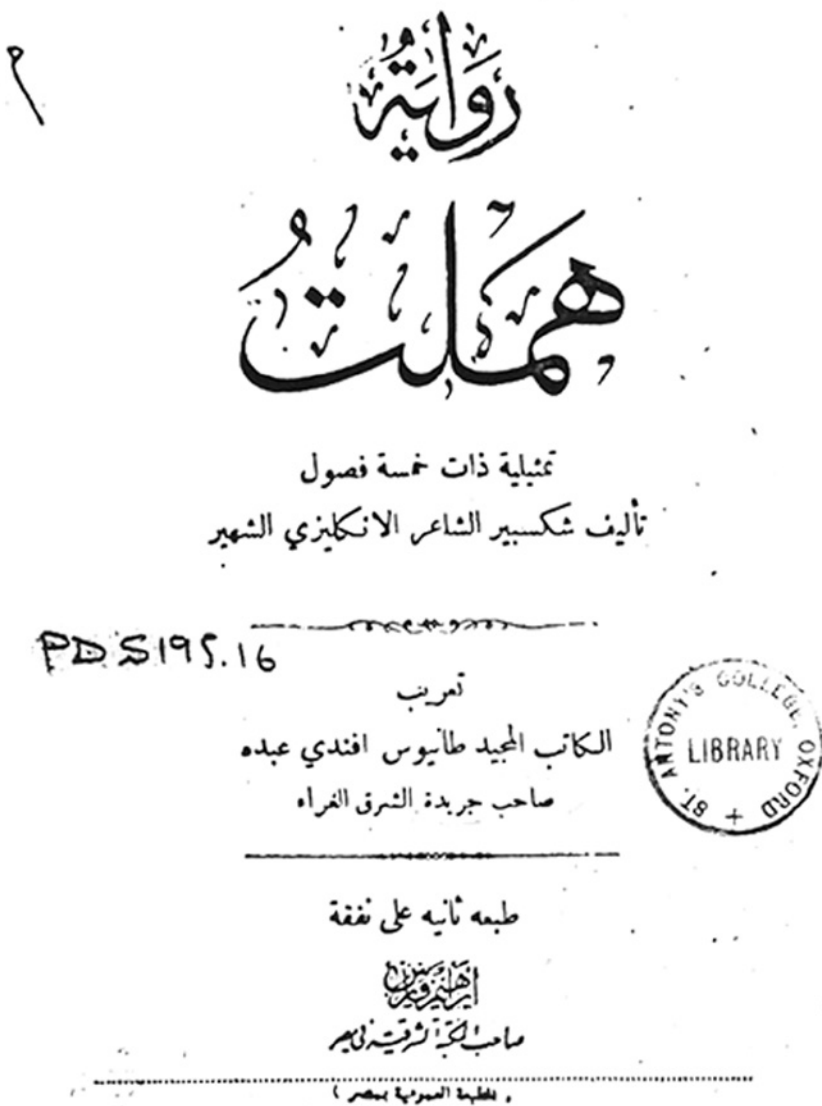 م
رواية
هملت
تمثيلية ذات خمسة فصول
تأليف شكسبير الشاعر الانكليزي الشهير
PD S195.16
تعريب
الكاتب المجيد طانيوس افندي عبده
صاحب جريدة الشرق الغراء
ST. ANTONY'S COLLEGE, OXFORD +
LIBRARY
طبعه ثانيه على نفقة
صاحب المكتبة الشرقية في مصر
المطبعة العمومية بمصر )